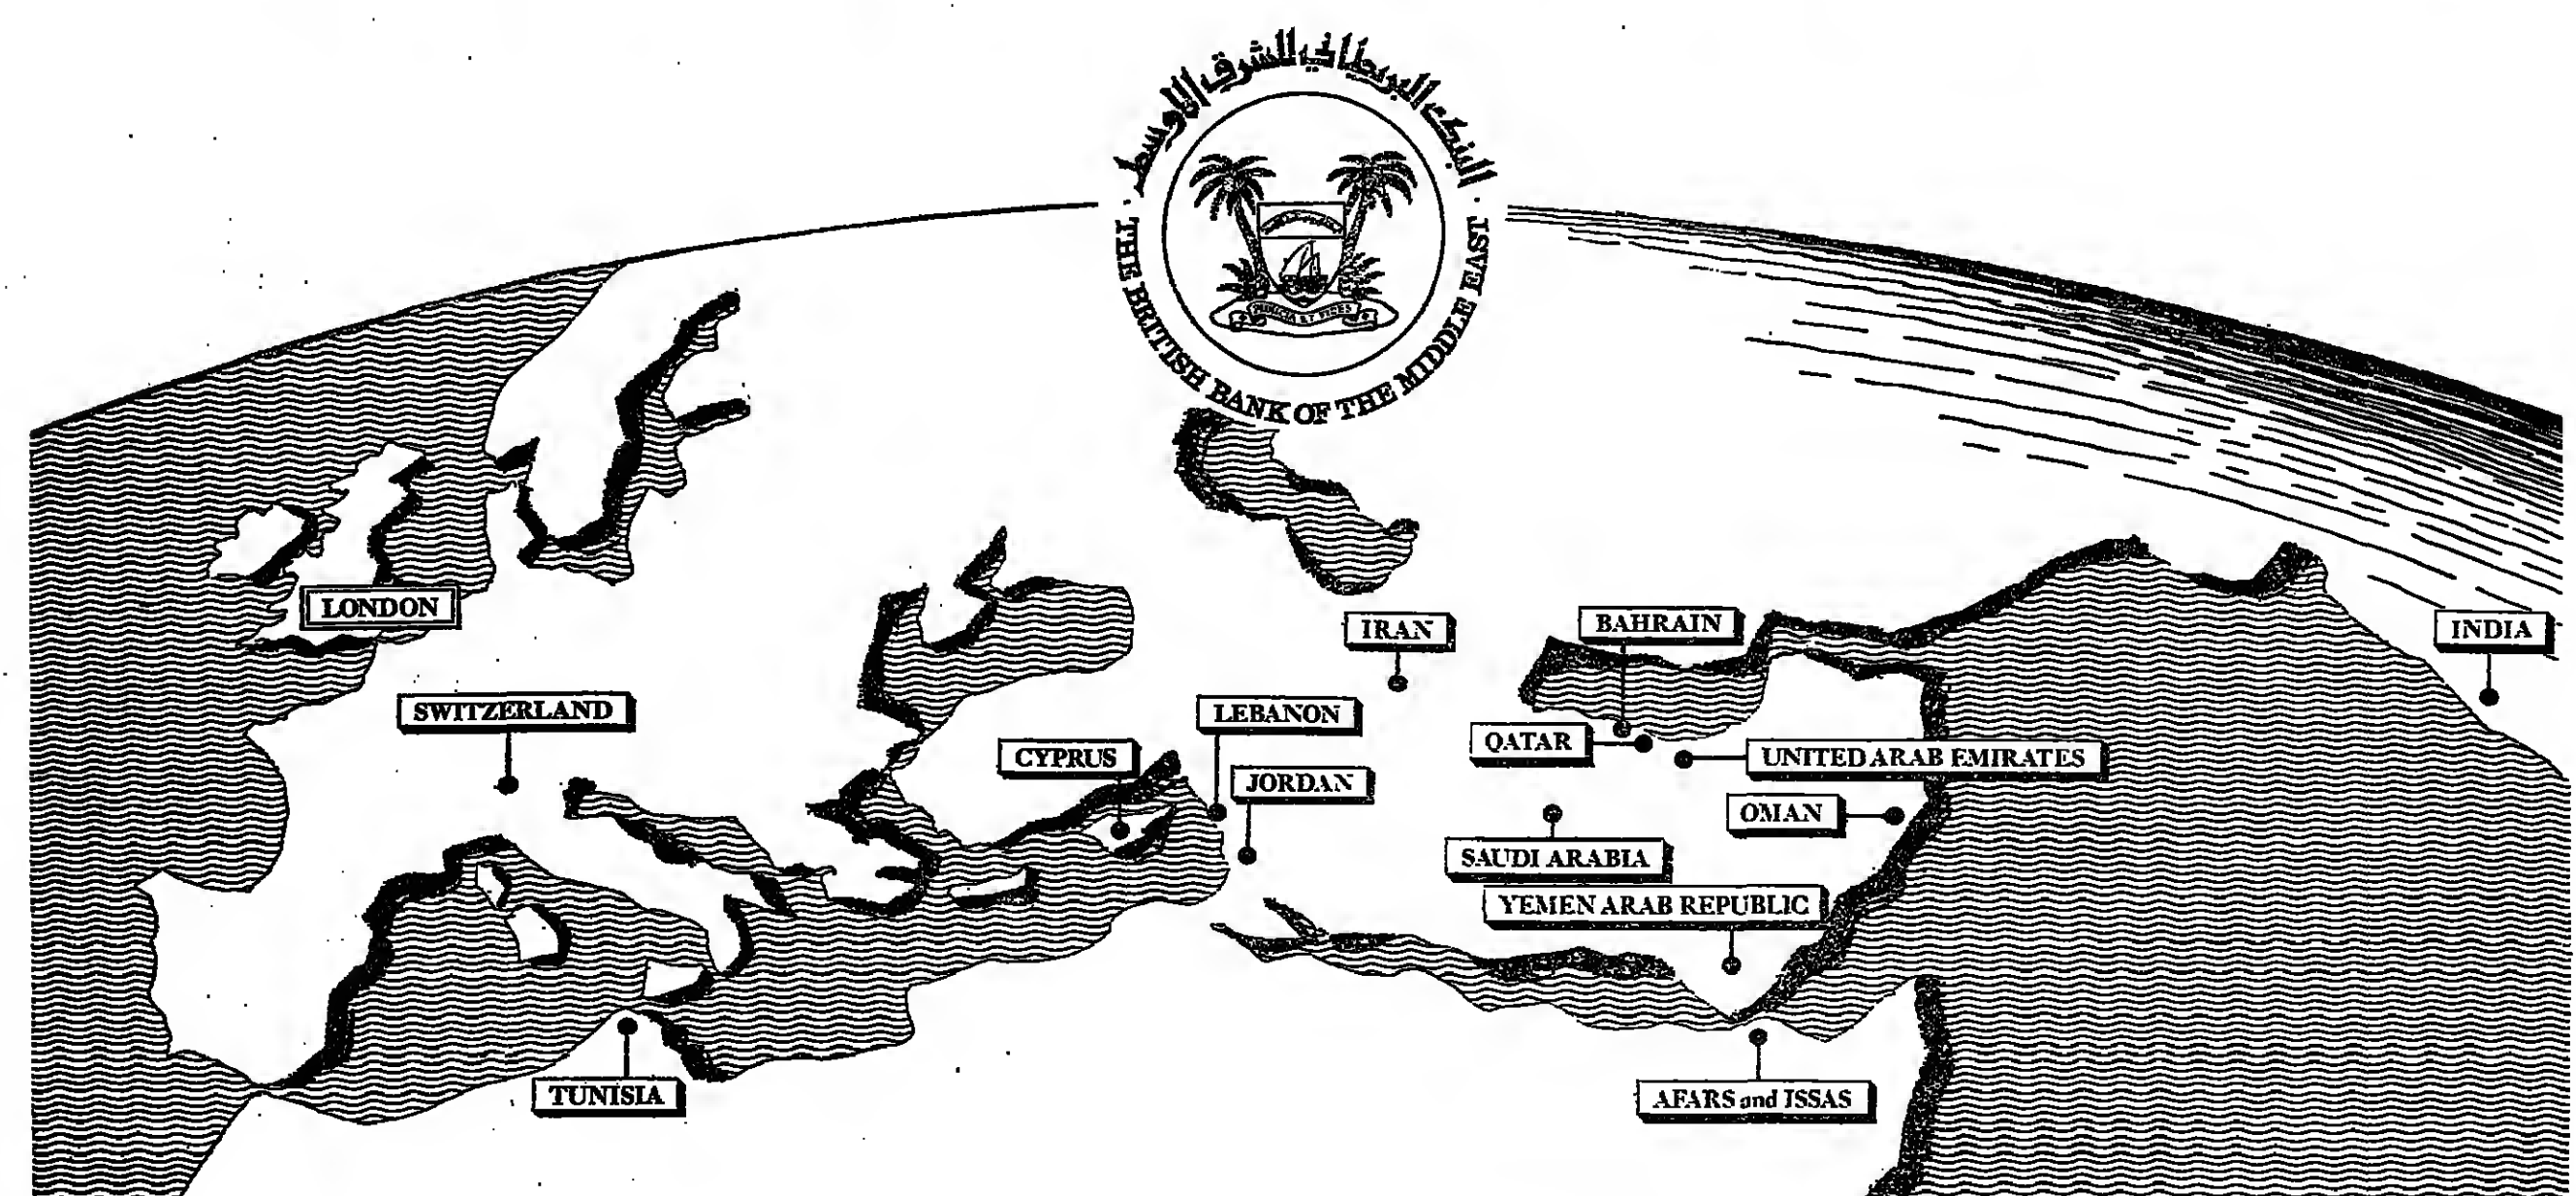 البنك البريطاني للشرق الأوسط
THE BRITISH BANK OF THE MIDDLE EAST
LONDON
IRAN
BAHRAIN
INDIA
SWITZERLAND
LEBANON
CYPRUS
QATAR
UNITED ARAB EMIRATES
JORDAN
OMAN
SAUDI ARABIA
YEMEN ARAB REPUBLIC
TUNISIA
AFARS and ISSAS